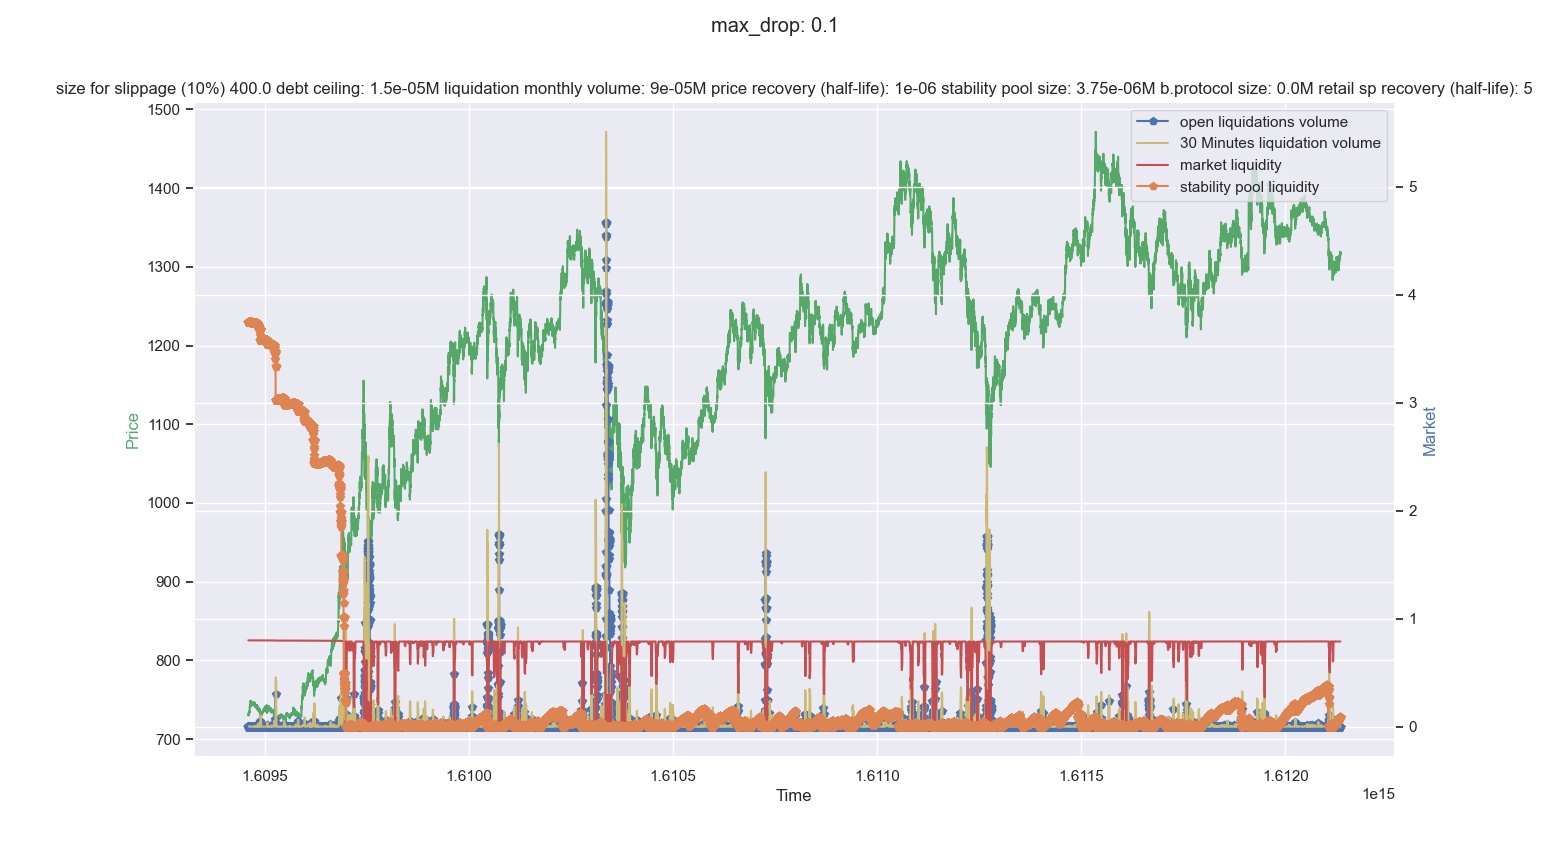 max_drop: 0.1
size for slippage (10%) 400.0 debt ceiling: 1.5e-05M liquidation monthly volume: 9e-05M price recovery (half-life): 1e-06 stability pool size: 3.75e-06M b.protocol size: 0.0M retail sp recovery (half-life): 5
open liquidations volume
30 Minutes liquidation volume
market liquidity
stability pool liquidity
Price
1500
1400
1300
1200
1100
1000
900
800
700
Market
5
4
3
2
1
0
1.6095
1.6100
1.6105
1.6110
1.6115
1.6120
1e15
Time